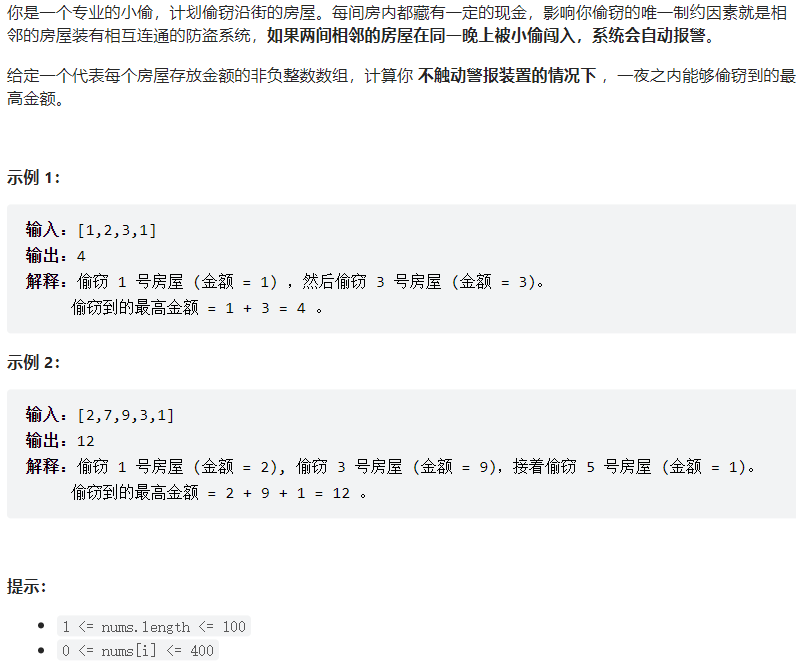 你是一个专业的小偷，计划偷窃沿街的房屋。每间房内都藏有一定的现金，影响你偷窃的唯一制约因素就是相
邻的房屋装有相互连通的防盗系统，如果两间相邻的房屋在同一晚上被小偷闯入，系统会自动报警。
给定一个代表每个房屋存放金额的非负整数数组，计算你 不触动警报装置的情况下 ，一夜之内能够偷窃到的最
高金额。
示例 1：
输入：[1,2,3,1]
输出：4
解释：偷窃 1 号房屋 (金额 = 1) ，然后偷窃 3 号房屋 (金额 = 3)。
偷窃到的最高金额 = 1 + 3 = 4 。
示例 2：
输入：[2,7,9,3,1]
输出：12
解释：偷窃 1 号房屋 (金额 = 2), 偷窃 3 号房屋 (金额 = 9)，接着偷窃 5 号房屋 (金额 = 1)。
偷窃到的最高金额 = 2 + 9 + 1 = 12 。
提示：
• 1 <= nums.length <= 100
• 0 <= nums[i] <= 400